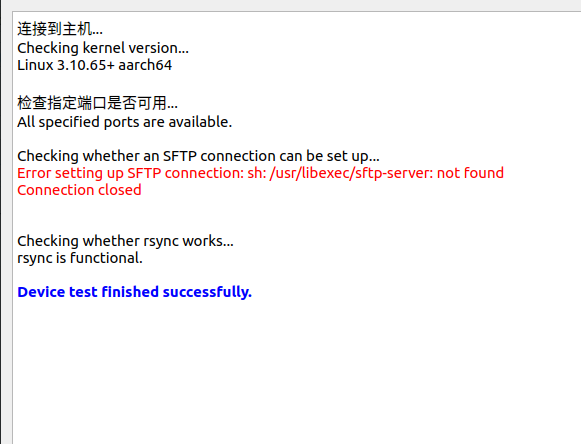 连接到主机...
Checking kernel version...
Linux 3.10.65+ aarch64
检查指定端口是否可用...
All specified ports are available.
Checking whether an SFTP connection can be set up...
Error setting up SFTP connection: sh: /usr/libexec/sftp-server: not found
Connection closed
Checking whether rsync works...
rsync is functional.
Device test finished successfully.